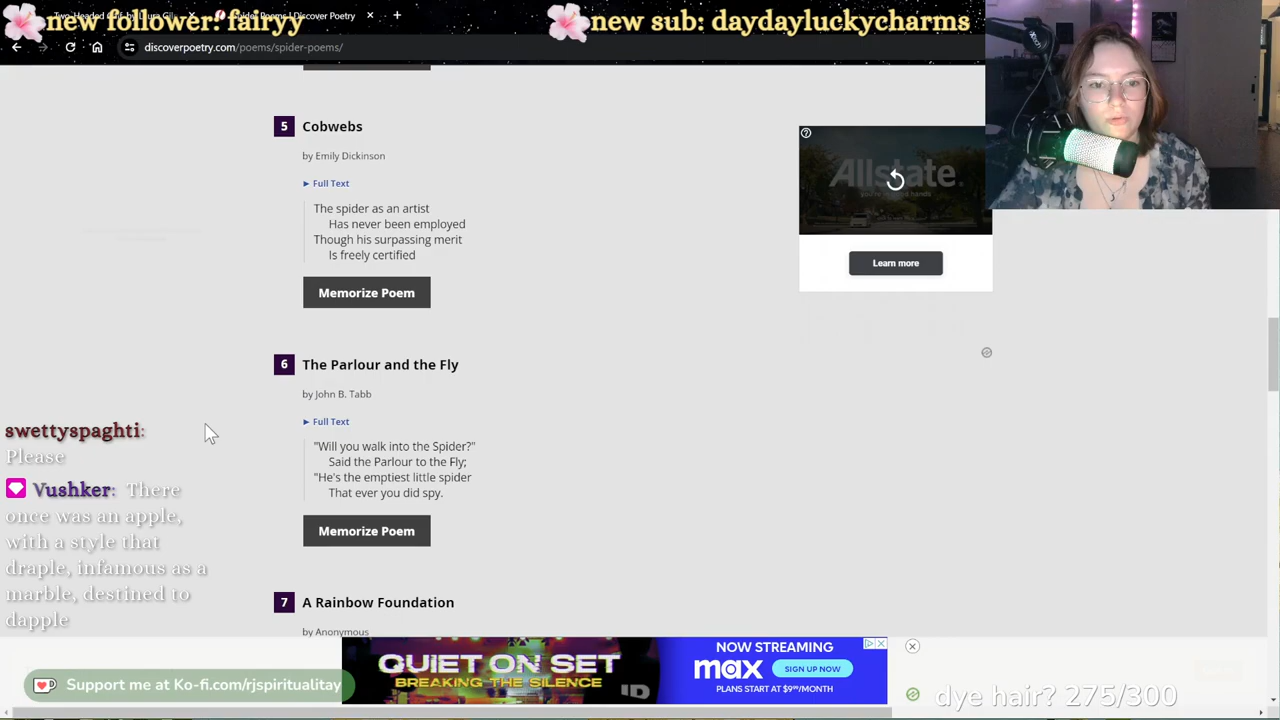 new follower: fairyy
new sub: daydayluckycharms
Discover Poetry
discoverpoetry.com/poems/spider-poems/
5 Cobwebs
by Emily Dickinson
► Full Text
The spider as an artist
Has never been employed
Though his surpassing merit
Is freely certified
Memorize Poem
Allstate
Learn more
6 The Parlour and the Fly
by John B. Tabb
► Full Text
"Will you walk into the Spider?"
Said the Parlour to the Fly;
"He's the emptiest little spider
That ever you did spy.
Memorize Poem
7 A Rainbow Foundation
by Anonymous
swettyspaghti:
Please
Vushker: There
once was an apple,
with a style that
draple, infamous as a
marble, destined to
dapple
Support me at Ko-fi.com/rjspiritualitay
QUIET ON SET
BREAKING THE SILENCE
ID
NOW STREAMING
max SIGN UP NOW
PLANS START AT $9.99/MONTH
dye hair? 275/300